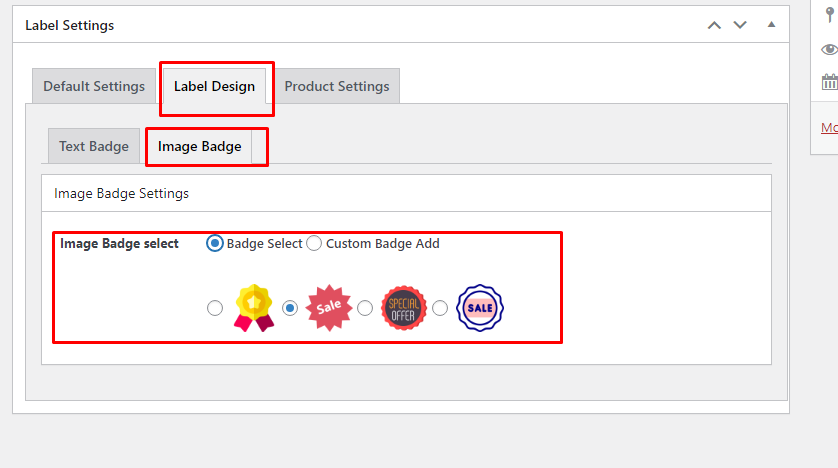 Label Settings
Default Settings Label Design Product Settings
Text Badge Image Badge
Image Badge Settings
Image Badge select Badge Select Custom Badge Add
Sale SPECIAL OFFER SALE